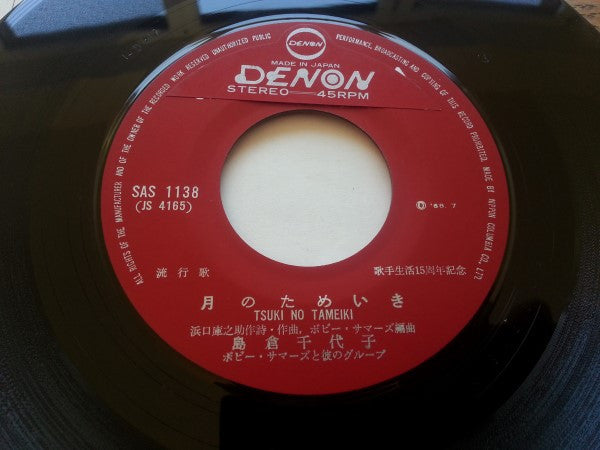 DENON
MADE IN JAPAN
DENON
STEREO—45RPM
ALL RIGHTS OF THE MANUFACTURER AND OF THE OWNER OF THE RECORDED WORK RESERVED UNAUTHORIZED PUBLIC PERFORMANCE, BROADCASTING AND COPYING OF THIS RECORD PROHIBITED. MADE BY NIPPON COLUMBIA CO. LTD
SAS 1138
(JS 4165)
Ⓟ '69. 7
流行歌
歌手生活15周年記念
月のためいき
TSUKI NO TAMEIKI
浜口庫之助作詩・作曲, ボビー・サマーズ編曲
島倉千代子
ボビー・サマーズと彼のグループ